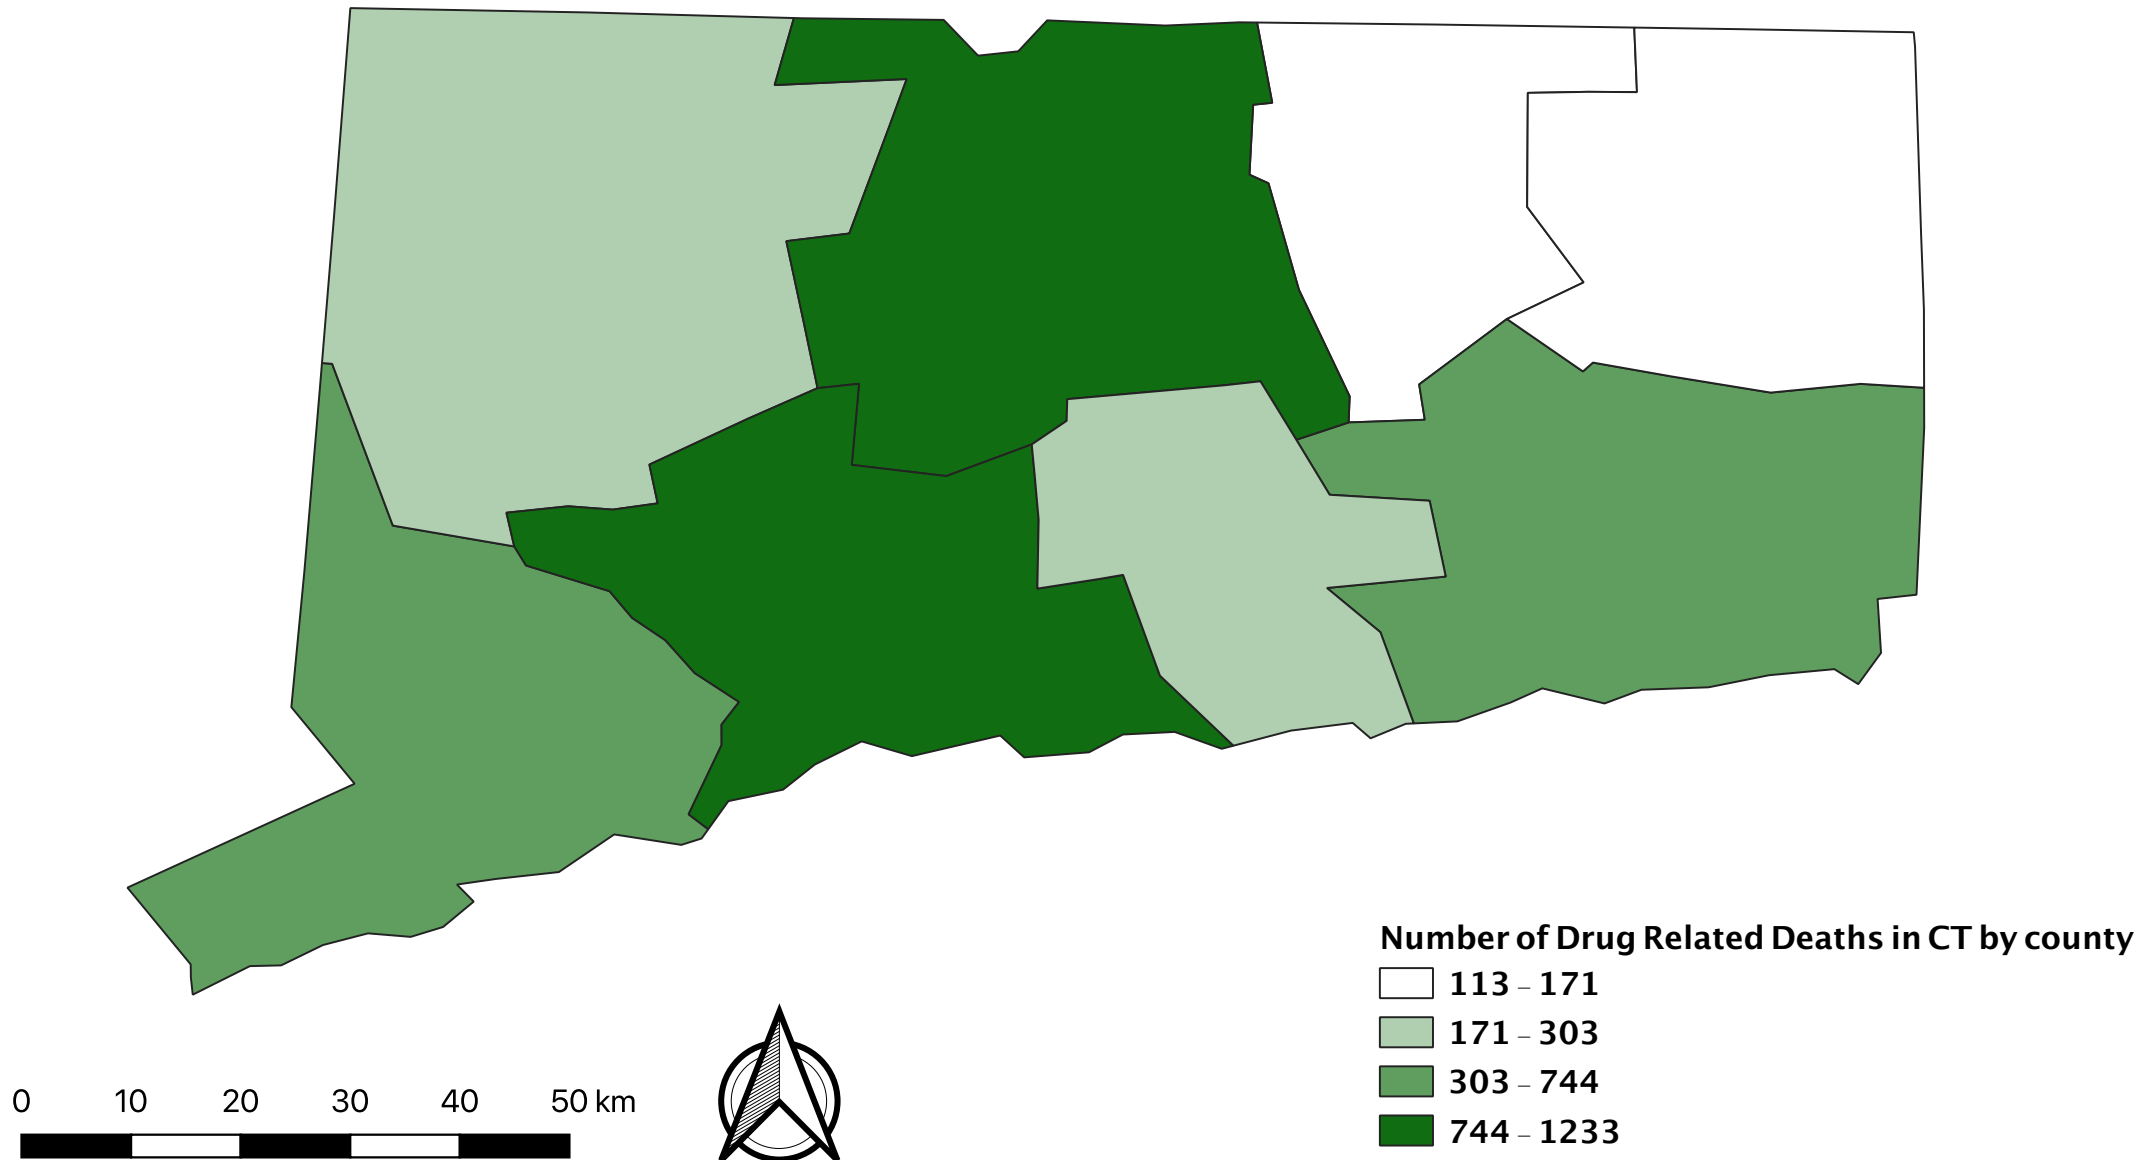 Number of Drug Related Deaths in CT by county
113 – 171
171 – 303
303 – 744
744 – 1233
0 10 20 30 40 50 km